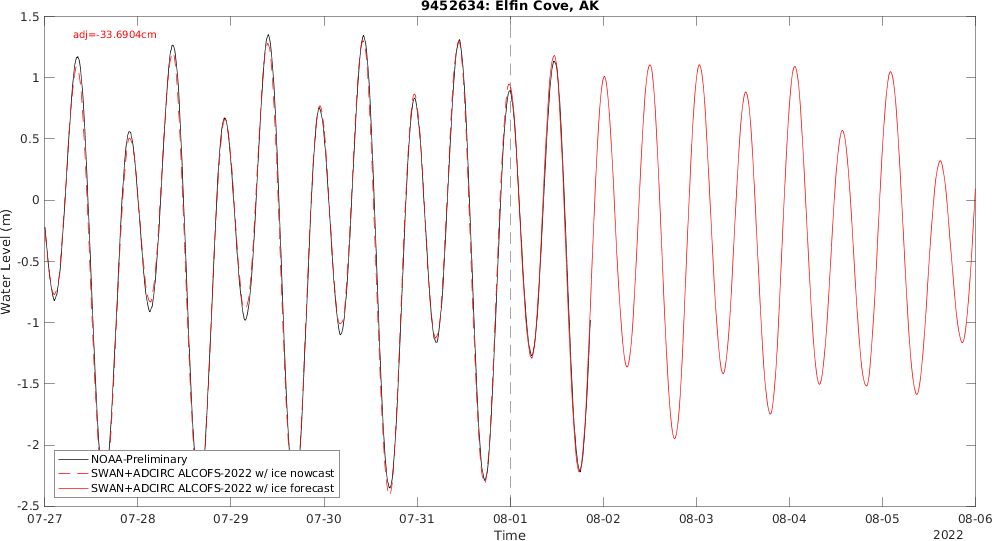 9452634: Elfin Cove, AK
adj=-33.6904cm
1.5
1
0.5
0
-0.5
-1
-1.5
-2
-2.5
Water Level (m)
NOAA-Preliminary
SWAN+ADCIRC ALCOFS-2022 w/ ice nowcast
SWAN+ADCIRC ALCOFS-2022 w/ ice forecast
07-27 07-28 07-29 07-30 07-31 08-01 08-02 08-03 08-04 08-05 08-06
Time
2022